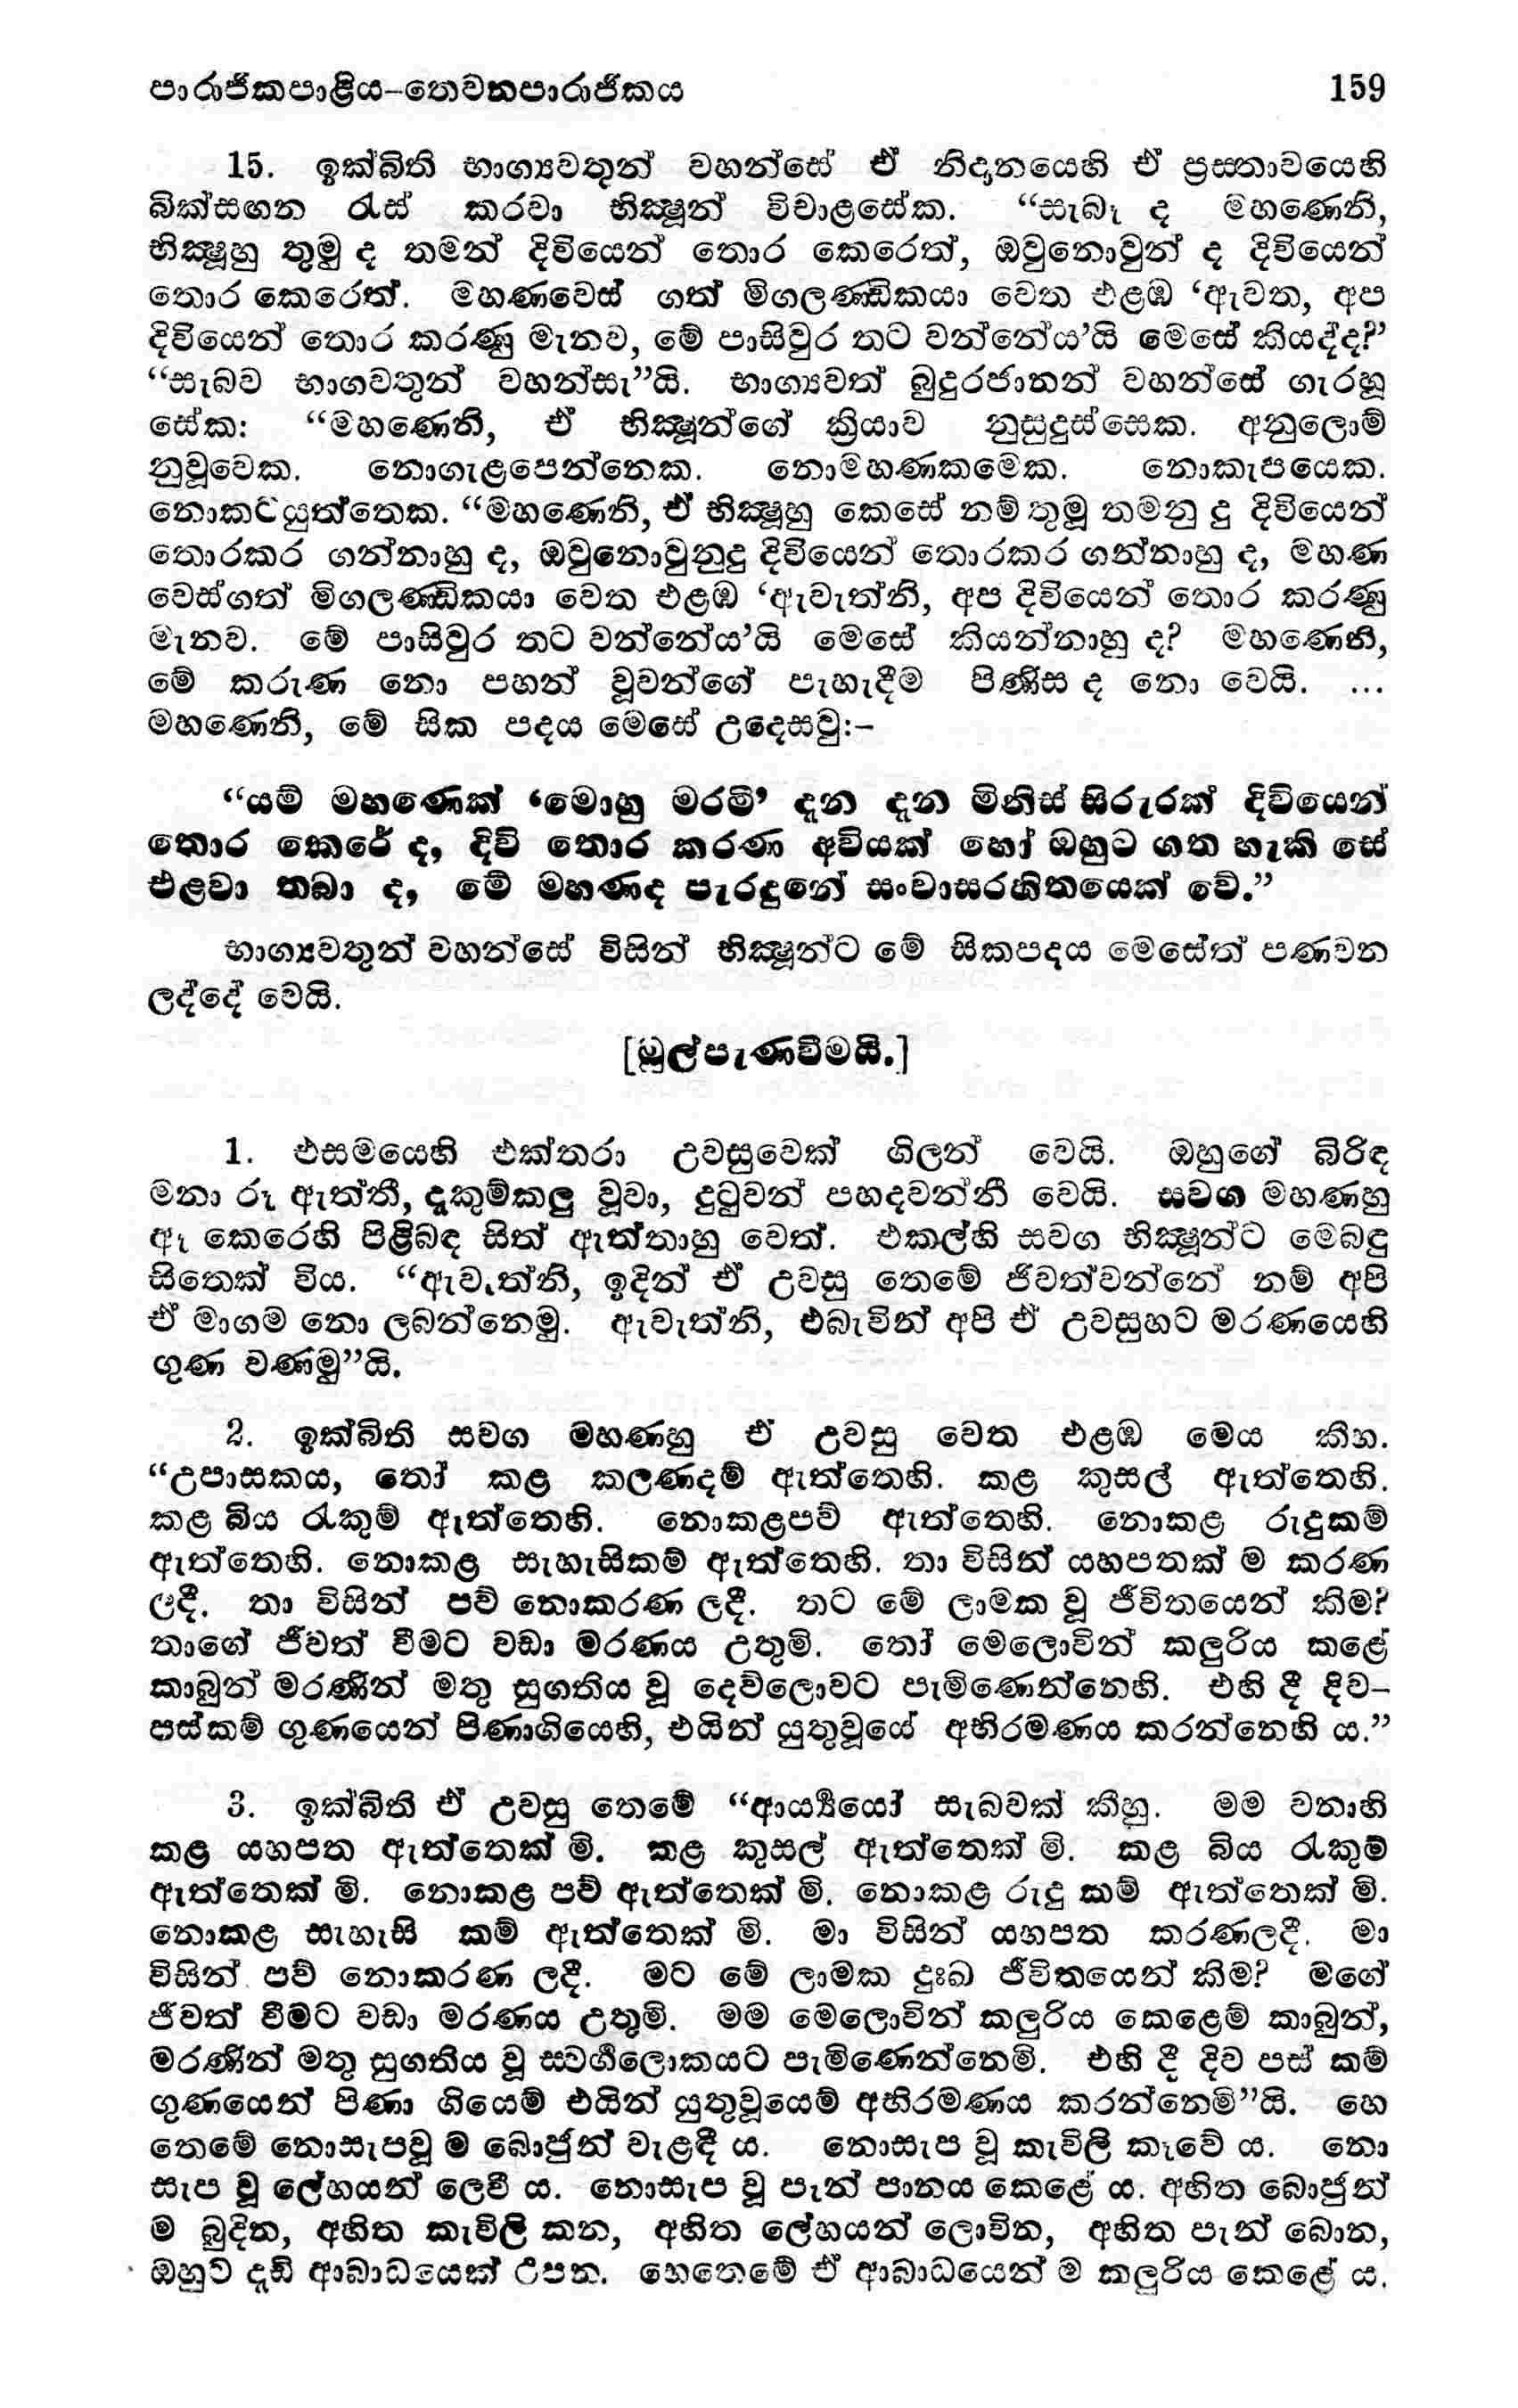 පාරාජිකපාළිය–තෙවනපාරාජිකය 159
15. ඉක්බිති භාග්‍යවතුන් වහන්සේ ඒ නිදානයෙහි ඒ ප්‍රස්තාවයෙහි
බික්සඟන රැස් කරවා භික්ෂූන් විචාළසේක. “සැබෑ ද මහණෙනි,
භික්ෂූහු තුමු ද තමන් දිවියෙන් තොර කෙරෙත්, ඔවුනොවුන් ද දිවියෙන්
තොර කෙරෙත්. මහණවෙස් ගත් මිගලණ්ඩිකයා වෙත එළඹ ‘ඇවත, අප
දිවියෙන් තොර කරණු මැනව, මේ පාසිවුර තට වන්නේය’යි මෙසේ කියද්ද?”
“සැබව භාගවතුන් වහන්සැ”යි. භාග්‍යවත් බුදුරජානන් වහන්සේ ගැරහූ
සේක: “මහණෙනි, ඒ භික්ෂූන්ගේ ක්‍රියාව නුසුදුස්සෙක. අනුලොම්
නුවූවෙක. නොගැළපෙන්නෙක. නොමහණකමෙක. නොකැපයෙක.
නොකටයුත්තෙක. “මහණෙනි, ඒ භික්ෂූහු කෙසේ නම් තුමූ තමනු දු දිවියෙන්
තොරකර ගන්නාහු ද, ඔවුනොවුනුදු දිවියෙන් තොරකර ගන්නාහු ද, මහණ
වෙස්ගත් මිගලණ්ඩිකයා වෙත එළඹ ‘ඇවැත්නි, අප දිවියෙන් තොර කරණු
මැනව. මේ පාසිවුර තට වන්නේය’යි මෙසේ කියන්නාහු ද? මහණෙනි,
මේ කරුණ නො පහන් වූවන්ගේ පැහැදීම පිණිස ද නො වෙයි. ...
මහණෙනි, මේ සික පදය මෙසේ උදෙසවු:–
“යම් මහණෙක් ‘මොහු මරමි’ දැන දැන මිනිස් සිරුරක් දිවියෙන්
තොර කෙරේ ද, දිවි තොර කරණ අවියක් හෝ ඔහුට ගත හැකි සේ
එළවා තබා ද, මේ මහණද පැරදුනේ සංවාසරහිතයෙක් වේ.”
භාග්‍යවතුන් වහන්සේ විසින් භික්ෂූන්ට මේ සිකපදය මෙසේත් පණවන
ලද්දේ වෙයි.
[මුල්පැණවීමයි.]
1. එසමයෙහි එක්තරා උවසුවෙක් ගිලන් වෙයි. ඔහුගේ බිරිඳ
මනා රූ ඇත්තී, දැකුම්කලු වූවා, දුටුවන් පහදවන්නී වෙයි. සවග මහණහු
ඈ කෙරෙහි පිළිබඳ සිත් ඇත්තාහු වෙත්. එකල්හි සවග භික්ෂූන්ට මෙබඳු
සිතෙක් විය. “ඇවැත්නි, ඉදින් ඒ උවසු තෙමේ ජිවත්වන්නේ නම් අපි
ඒ මාගම නො ලබන්නෙමු. ඇවැත්නි, එබැවින් අපි ඒ උවසුහට මරණයෙහි
ගුණ වණමු”යි.
2. ඉක්බිති සවග මහණහු ඒ උවසු වෙත එළඹ මෙය කීහ.
“උපාසකය, තෝ කළ කලණදම් ඇත්තෙහි. කළ කුසල් ඇත්තෙහි.
කළ බිය රැකුම් ඇත්තෙහි. නොකළපව් ඇත්තෙහි. නොකළ රුදුකම්
ඇත්තෙහි. නොකළ සැහැසිකම් ඇත්තෙහි. තා විසින් යහපතක් ම කරණ
ලදී. තා විසින් පව් නොකරණ ලදී. තට මේ ලාමක වූ ජීවිතයෙන් කිම?
තාගේ ජීවත් වීමට වඩා මරණය උතුමි. තෝ මෙලොවින් කලුරිය කළේ
කාබුන් මරණින් මතු සුගතිය වූ දෙව්ලොවට පැමිණෙන්නෙහි. එහි දී දිව–
පස්කම් ගුණයෙන් පිණාගියෙහි, එයින් යුතුවූයේ අභිරමණය කරන්නෙහි ය.”
3. ඉක්බිති ඒ උවසු තෙමේ “ආර්‍ය්‍යයෝ සැබවක් කීහු. මම වනාහි
කළ යහපත ඇත්තෙක් මි. කළ කුසල් ඇත්තෙක් මි. කළ බිය රැකුම්
ඇත්තෙක් මි. නොකළ පව් ඇත්තෙක් මි. නොකළ රුදු කම් ඇත්තෙක් මි.
නොකළ සැහැසි කම් ඇත්තෙක් මි. මා විසින් යහපත කරණලදී. මා
විසින් පව් නොකරණ ලදී. මට මේ ලාමක දුඃඛ ජීවිතයෙන් කිම? මගේ
ජීවත් වීමට වඩා මරණය උතුමි. මම මෙලොවින් කලුරිය කෙළෙම් කාබුන්,
මරණින් මතු සුගතිය වූ ස්වර්‍ගලොකයට පැමිණෙන්නෙමි. එහි දී දිව පස් කම්
ගුණයෙන් පිණා ගියෙම් එයින් යුතුවූයෙම් අභිරමණය කරන්නෙමි”යි. හෙ
තෙමේ නොසැපවූ ම බොජුන් වැළඳී ය. නොසැප වූ කැවිලි කෑවේ ය. නො
සැප වූ ලේහයන් ලෙවී ය. නොසැප වූ පැන් පානය කෙළේ ය. අහිත බොජුන්
ම බුදින, අහිත කැවිලි කන, අහිත ලේහයන් ලොවින, අහිත පැන් බොන,
ඔහුට දැඩි ආබාධයෙක් උපන. හෙතෙමේ ඒ ආබාධයෙන් ම කලුරිය කෙළේ ය.